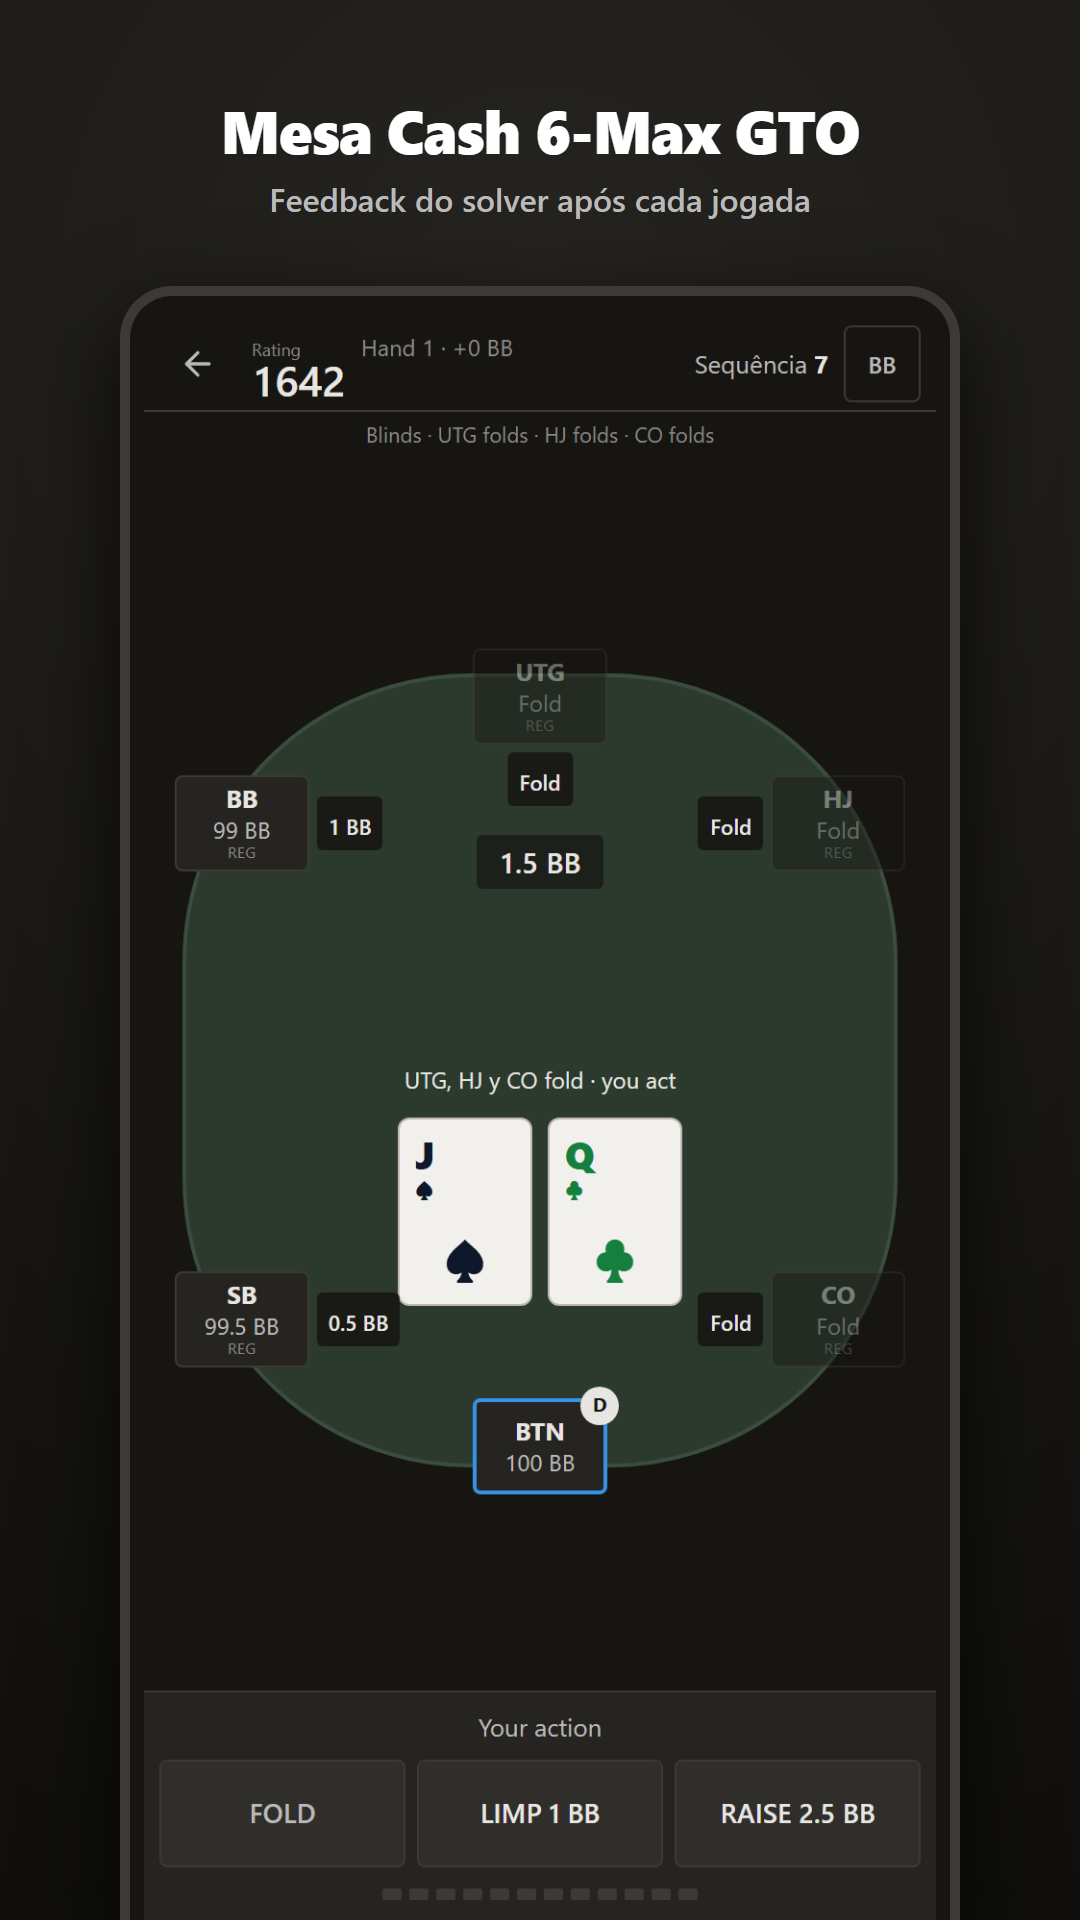 Mesa Cash 6-Max GTO
Feedback do solver após cada jogada
Rating
1642
Hand 1 · +0 BB
Sequência 7
BB
Blinds · UTG folds · HJ folds · CO folds
UTG
Fold
REG
Fold
BB
99 BB
REG
1 BB
Fold
HJ
Fold
REG
1.5 BB
UTG, HJ y CO fold · you act
J
Q
SB
99.5 BB
REG
0.5 BB
Fold
CO
Fold
REG
D
BTN
100 BB
Your action
FOLD
LIMP 1 BB
RAISE 2.5 BB